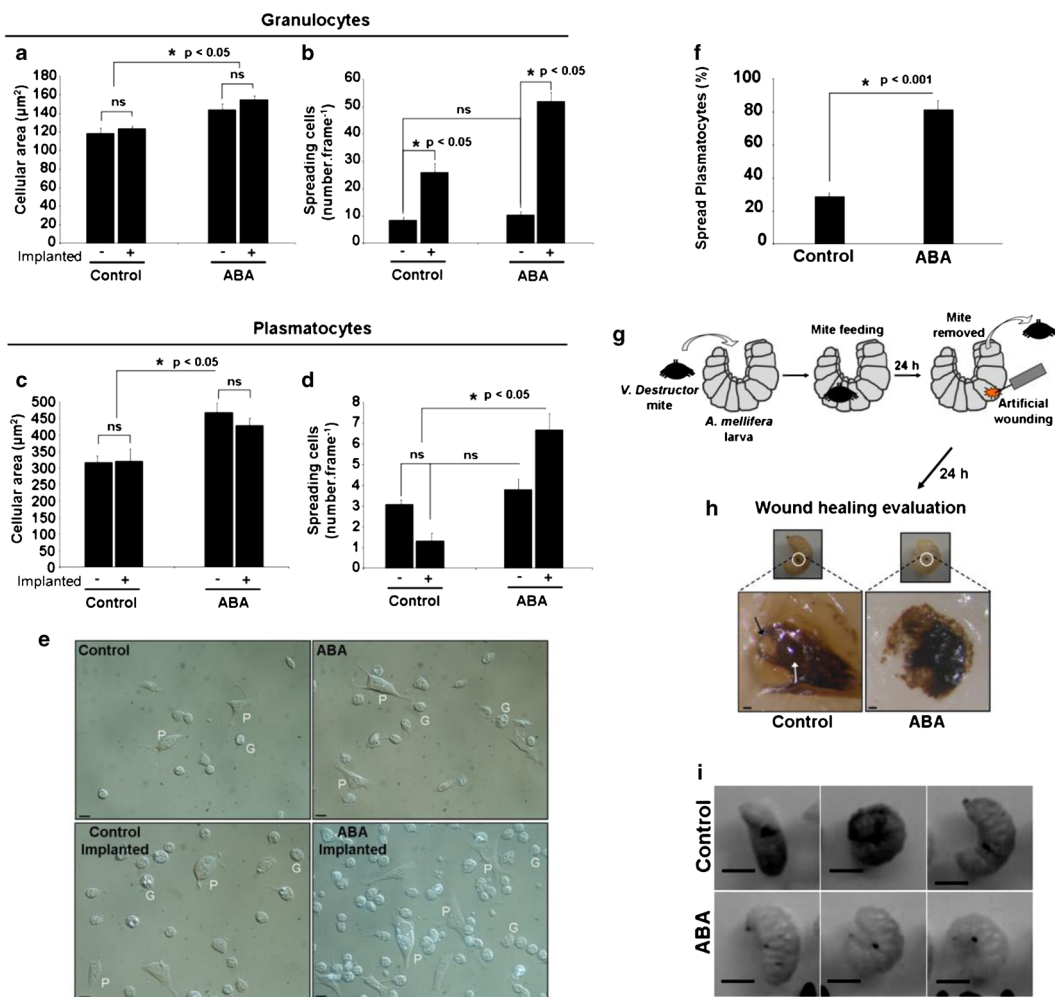 Granulocytes
a
* p < 0.05
ns
ns
Cellular area (µm²)
180
160
140
120
100
80
60
40
20
0
Implanted - + - +
Control ABA
b
* p < 0.05
ns
* p < 0.05
Spreading cells
(number.frame-1)
60
50
40
30
20
10
0
- + - +
Control ABA
Plasmatocytes
c
* p < 0.05
ns
ns
Cellular area (µm²)
500
450
400
350
300
250
200
150
100
50
0
Implanted - + - +
Control ABA
d
* p < 0.05
ns ns
Spreading cells
(number.frame-1)
8
7
6
5
4
3
2
1
0
- + - +
Control ABA
e
Control
P
P
G
ABA
P
G
G
P
Control
Implanted
P
G
G
P
ABA
Implanted
P
G
P
G
P
f
* p < 0.001
Spread Plasmatocytes (%)
100
80
60
40
20
0
Control ABA
g
V. Destructor
mite
A. mellifera
larva
Mite feeding
24 h
Mite
removed
Artificial
wounding
24 h
h
Wound healing evaluation
Control ABA
i
Control
ABA